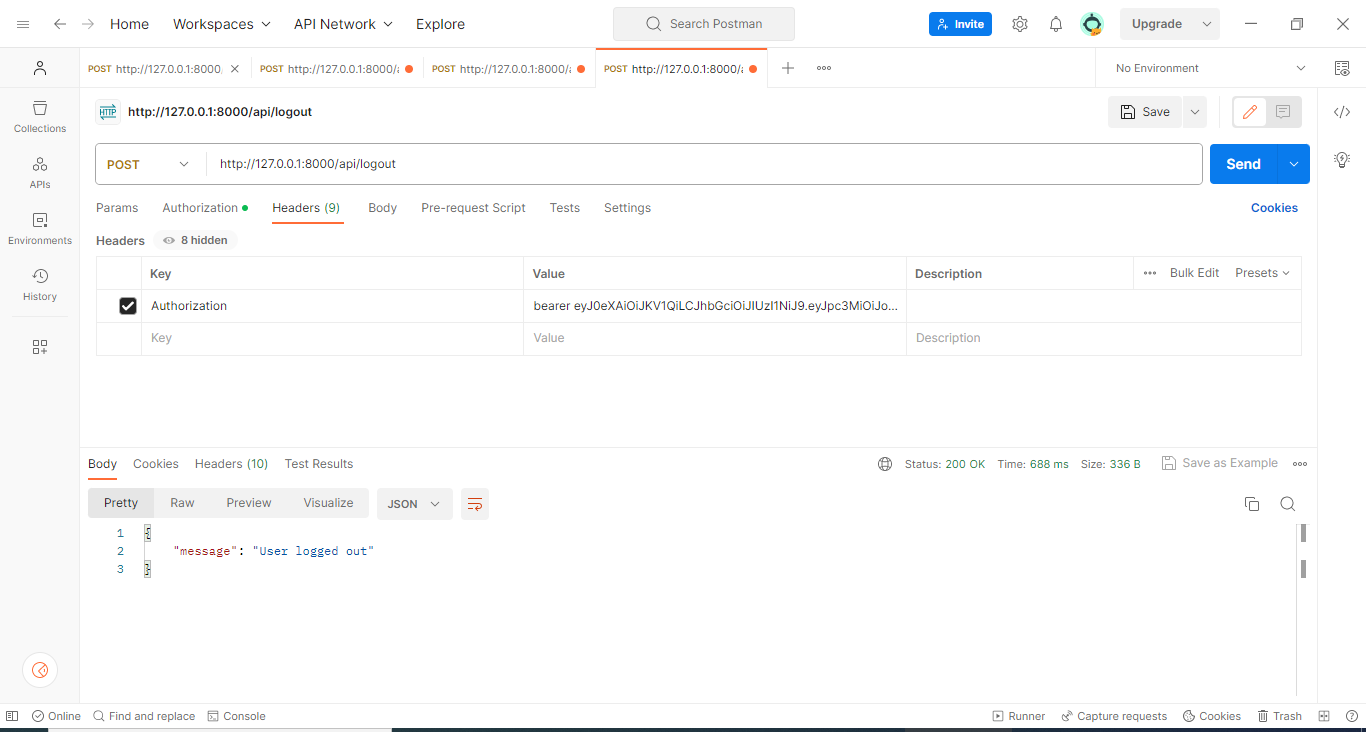 Home Workspaces API Network Explore Search Postman Invite Upgrade
POST http://127.0.0.1:8000 POST http://127.0.0.1:8000/a POST http://127.0.0.1:8000/a POST http://127.0.0.1:8000/a No Environment
HTTP http://127.0.0.1:8000/api/logout Save
Collections
POST http://127.0.0.1:8000/api/logout Send
APIs
Params Authorization Headers (9) Body Pre-request Script Tests Settings Cookies
Environments
Headers 8 hidden
Key Value Description Bulk Edit Presets
History
Authorization bearer eyJ0eXAiOiJKV1QiLCJhbGciOiJIUzI1NiJ9.eyJpc3MiOiJo...
Key Value Description
Body Cookies Headers (10) Test Results Status: 200 OK Time: 688 ms Size: 336 B Save as Example
Pretty Raw Preview Visualize JSON
1 {
2 "message": "User logged out"
3 }
Online Find and replace Console Runner Capture requests Cookies Trash